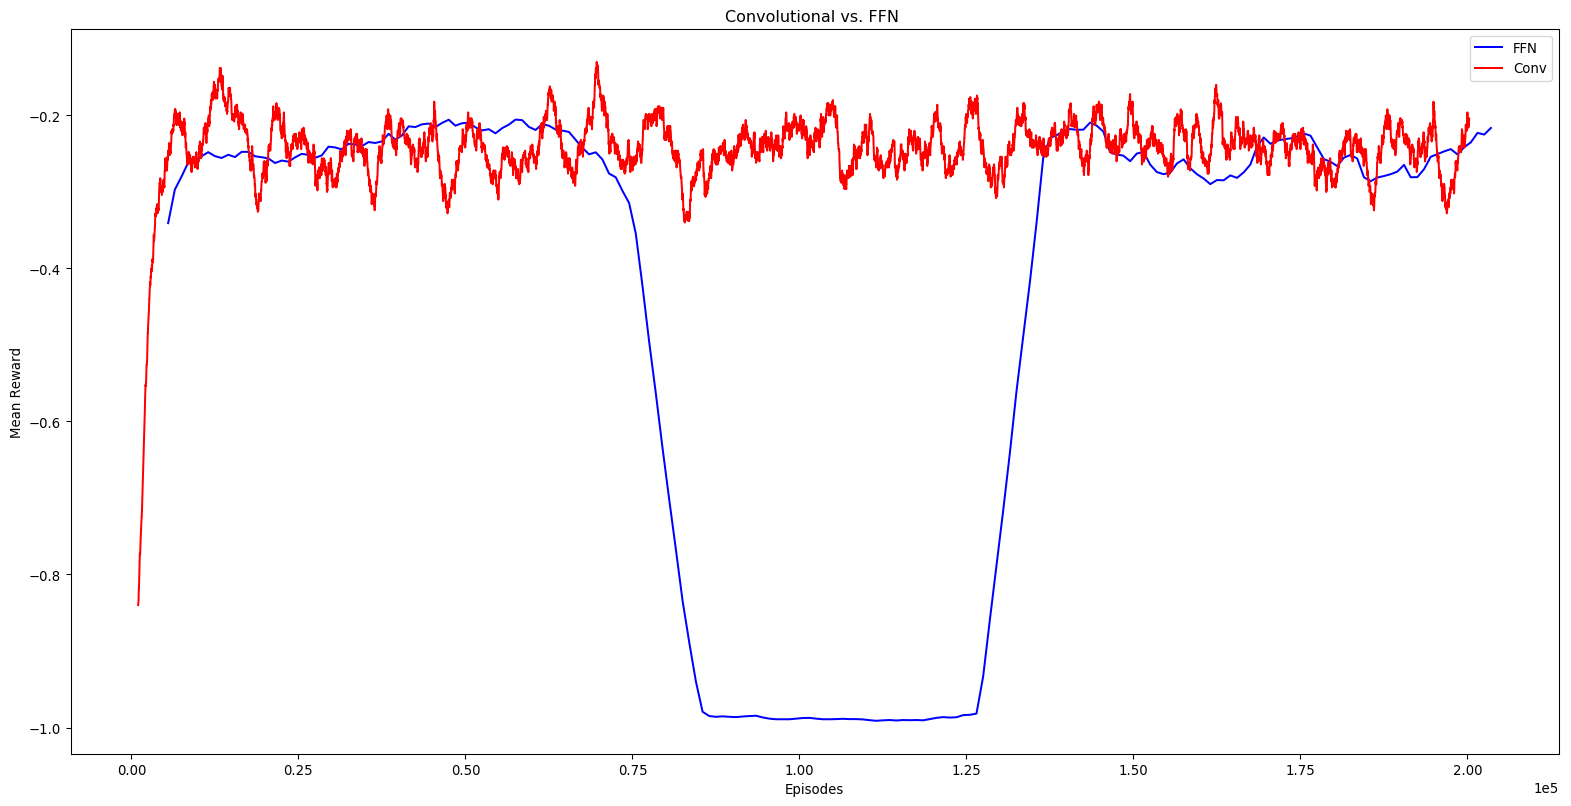 Convolutional vs. FFN
FFN
Conv
Mean Reward
−0.2
−0.4
−0.6
−0.8
−1.0
0.00 0.25 0.50 0.75 1.00 1.25 1.50 1.75 2.00
Episodes
1e5